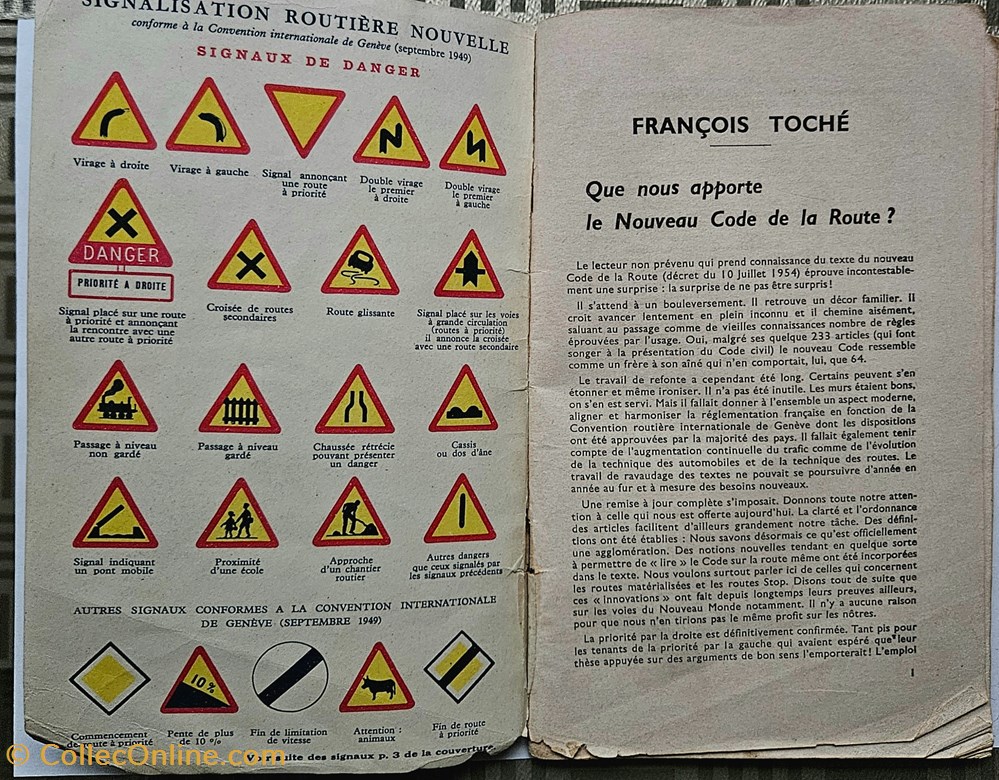 SIGNALISATION ROUTIÈRE NOUVELLE
conforme à la Convention internationale de Genève (septembre 1949)
SIGNAUX DE DANGER
Virage à droite
Virage à gauche
Signal annonçant
une route
à priorité
Double virage
le premier
à droite
Double virage
le premier
à gauche
DANGER
PRIORITÉ A DROITE
Signal placé sur une route
à priorité et annonçant
la rencontre avec une
autre route à priorité
Croisée de routes
secondaires
Route glissante
Signal placé sur les voies
à grande circulation
(routes à priorité)
il annonce la croisée
avec une route secondaire
Passage à niveau
non gardé
Passage à niveau
gardé
Chaussée rétrécie
pouvant présenter
un danger
Cassis
ou dos d'âne
Signal indiquant
un pont mobile
Proximité
d'une école
Approche
d'un chantier
routier
Autres dangers
que ceux signalés par
les signaux précédents
AUTRES SIGNAUX CONFORMES A LA CONVENTION INTERNATIONALE
DE GENÈVE (SEPTEMBRE 1949)
10%
Commencement
de route à priorité
Pente de plus
de 10 %
Fin de limitation
de vitesse
Attention :
animaux
Fin de route
à priorité
suite des signaux p. 3 de la couverture.
© CollecOnline.com
FRANÇOIS TOCHÉ
Que nous apporte
le Nouveau Code de la Route ?
Le lecteur non prévenu qui prend connaissance du texte du nouveau
Code de la Route (décret du 10 Juillet 1954) éprouve incontestable-
ment une surprise : la surprise de ne pas être surpris !
Il s'attend à un bouleversement. Il retrouve un décor familier. Il
croit avancer lentement en plein inconnu et il chemine aisément,
saluant au passage comme de vieilles connaissances nombre de règles
éprouvées par l'usage. Oui, malgré ses quelque 233 articles (qui font
songer à la présentation du Code civil) le nouveau Code ressemble
comme un frère à son aîné qui n'en comportait, lui, que 64.
Le travail de refonte a cependant été long. Certains peuvent s'en
étonner et même ironiser. Il n'a pas été inutile. Les murs étaient bons,
on s'en est servi. Mais il fallait donner à l'ensemble un aspect moderne,
aligner et harmoniser la réglementation française en fonction de la
Convention routière internationale de Genève dont les dispositions
ont été approuvées par la majorité des pays. Il fallait également tenir
compte de l'augmentation continuelle du trafic comme de l'évolution
de la technique des automobiles et de la technique des routes. Le
travail de ravaudage des textes ne pouvait se poursuivre d'année en
année au fur et à mesure des besoins nouveaux.
Une remise à jour complète s'imposait. Donnons toute notre atten-
tion à celle qui nous est offerte aujourd'hui. La clarté et l'ordonnance
des articles facilitent d'ailleurs grandement notre tâche. Des défini-
tions ont été établies : Nous savons désormais ce qu'est officiellement
une agglomération. Des notions nouvelles tendant en quelque sorte
à permettre de « lire » le Code sur la route même ont été incorporées
dans le texte. Nous voulons surtout parler ici de celles qui concernent
les routes matérialisées et les routes Stop. Disons tout de suite que
ces « Innovations » ont fait depuis longtemps leurs preuves ailleurs,
sur les voies du Nouveau Monde notamment. Il n'y a aucune raison
pour que nous n'en tirions pas le même profit sur les nôtres.
La priorité par la droite est définitivement confirmée. Tant pis pour
les tenants de la priorité par la gauche qui avaient espéré que leur
thèse appuyée sur des arguments de bon sens l'emporterait ! L'emploi
1